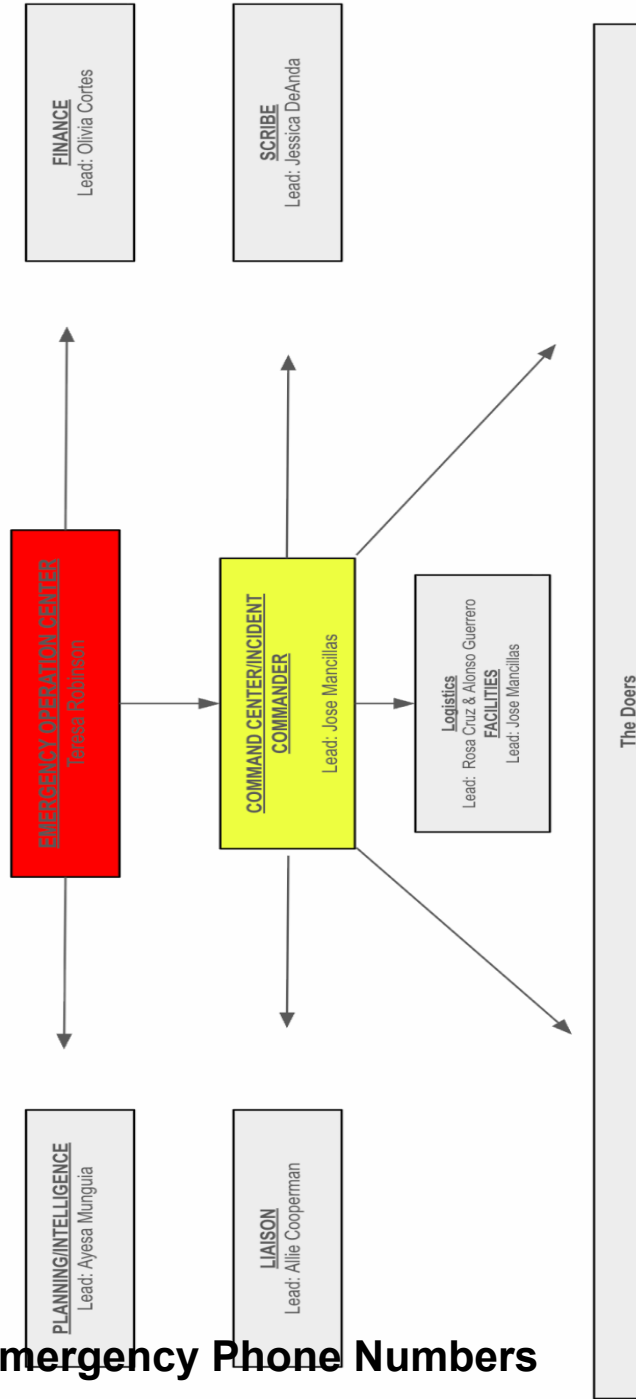 EMERGENCY OPERATION CENTER
Teresa Robinson
PLANNING/INTELLIGENCE
Lead: Ayesa Munguia
FINANCE
Lead: Olivia Cortes
COMMAND CENTER/INCIDENT
COMMANDER
Lead: Jose Mancillas
LIAISON
Lead: Allie Cooperman
SCRIBE
Lead: Jessica DeAnda
Logistics
Lead: Rosa Cruz & Alonso Guerrero
FACILITIES
Lead: Jose Mancillas
The Doers
mergency Phone Numbers